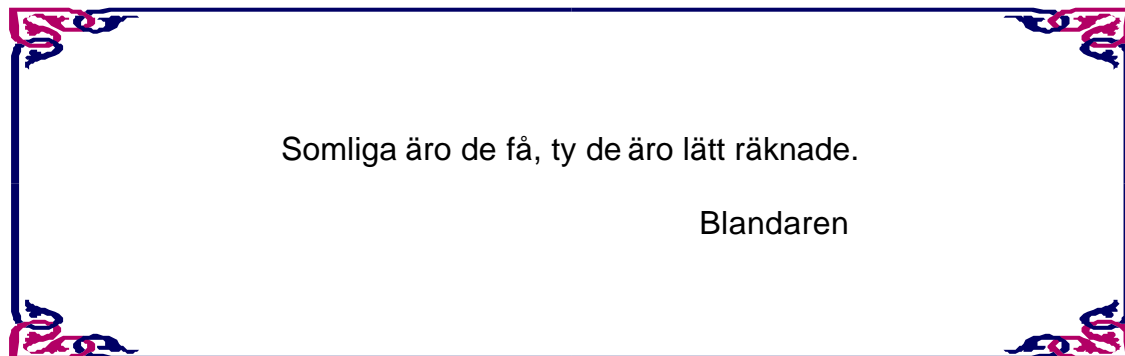 Somliga äro de få, ty de äro lätt räknade.
Blandaren